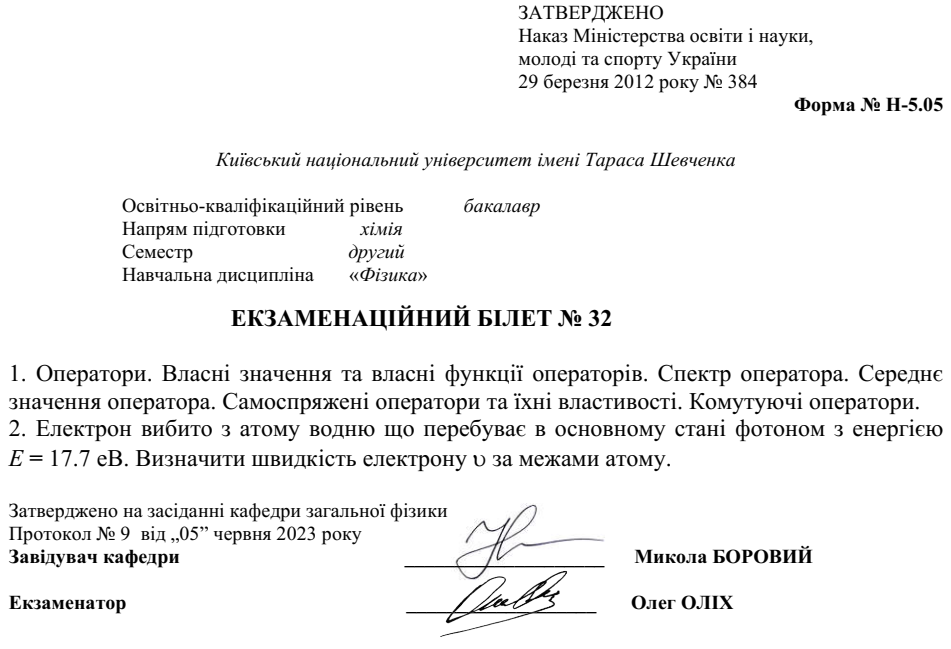 ЗАТВЕРДЖЕНО
Наказ Міністерства освіти і науки,
молоді та спорту України
29 березня 2012 року № 384
Форма № Н-5.05
Київський національний університет імені Тараса Шевченка
Освітньо-кваліфікаційний рівень бакалавр
Напрям підготовки хімія
Семестр другий
Навчальна дисципліна «Фізика»
ЕКЗАМЕНАЦІЙНИЙ БІЛЕТ № 32
1. Оператори. Власні значення та власні функції операторів. Спектр оператора. Середнє
значення оператора. Самоспряжені оператори та їхні властивості. Комутуючі оператори.
2. Електрон вибито з атому водню що перебуває в основному стані фотоном з енергією
E = 17.7 еВ. Визначити швидкість електрону υ за межами атому.
Затверджено на засіданні кафедри загальної фізики
Протокол № 9 від „05” червня 2023 року
Завідувач кафедри Микола БОРОВИЙ
Екзаменатор Олег ОЛІХ